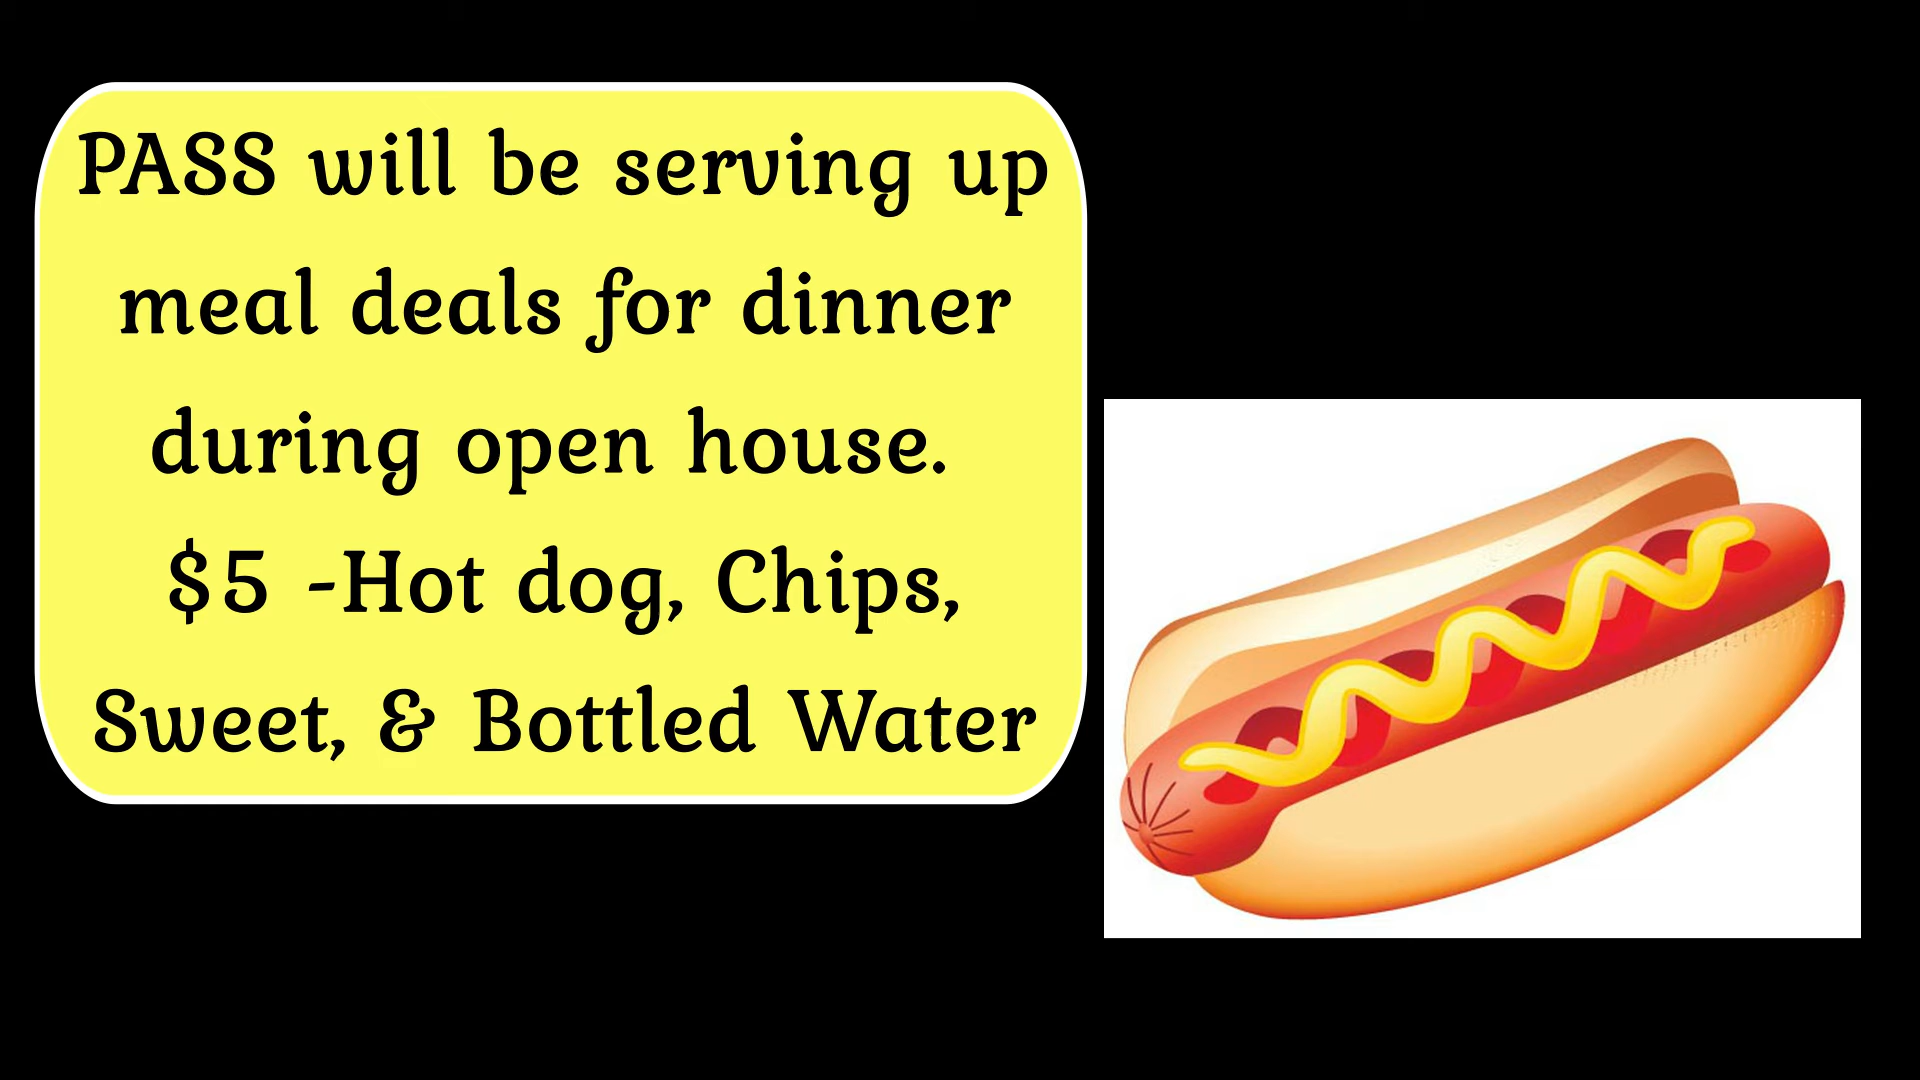 PASS will be serving up
meal deals for dinner
during open house.
$5 -Hot dog, Chips,
Sweet, & Bottled Water